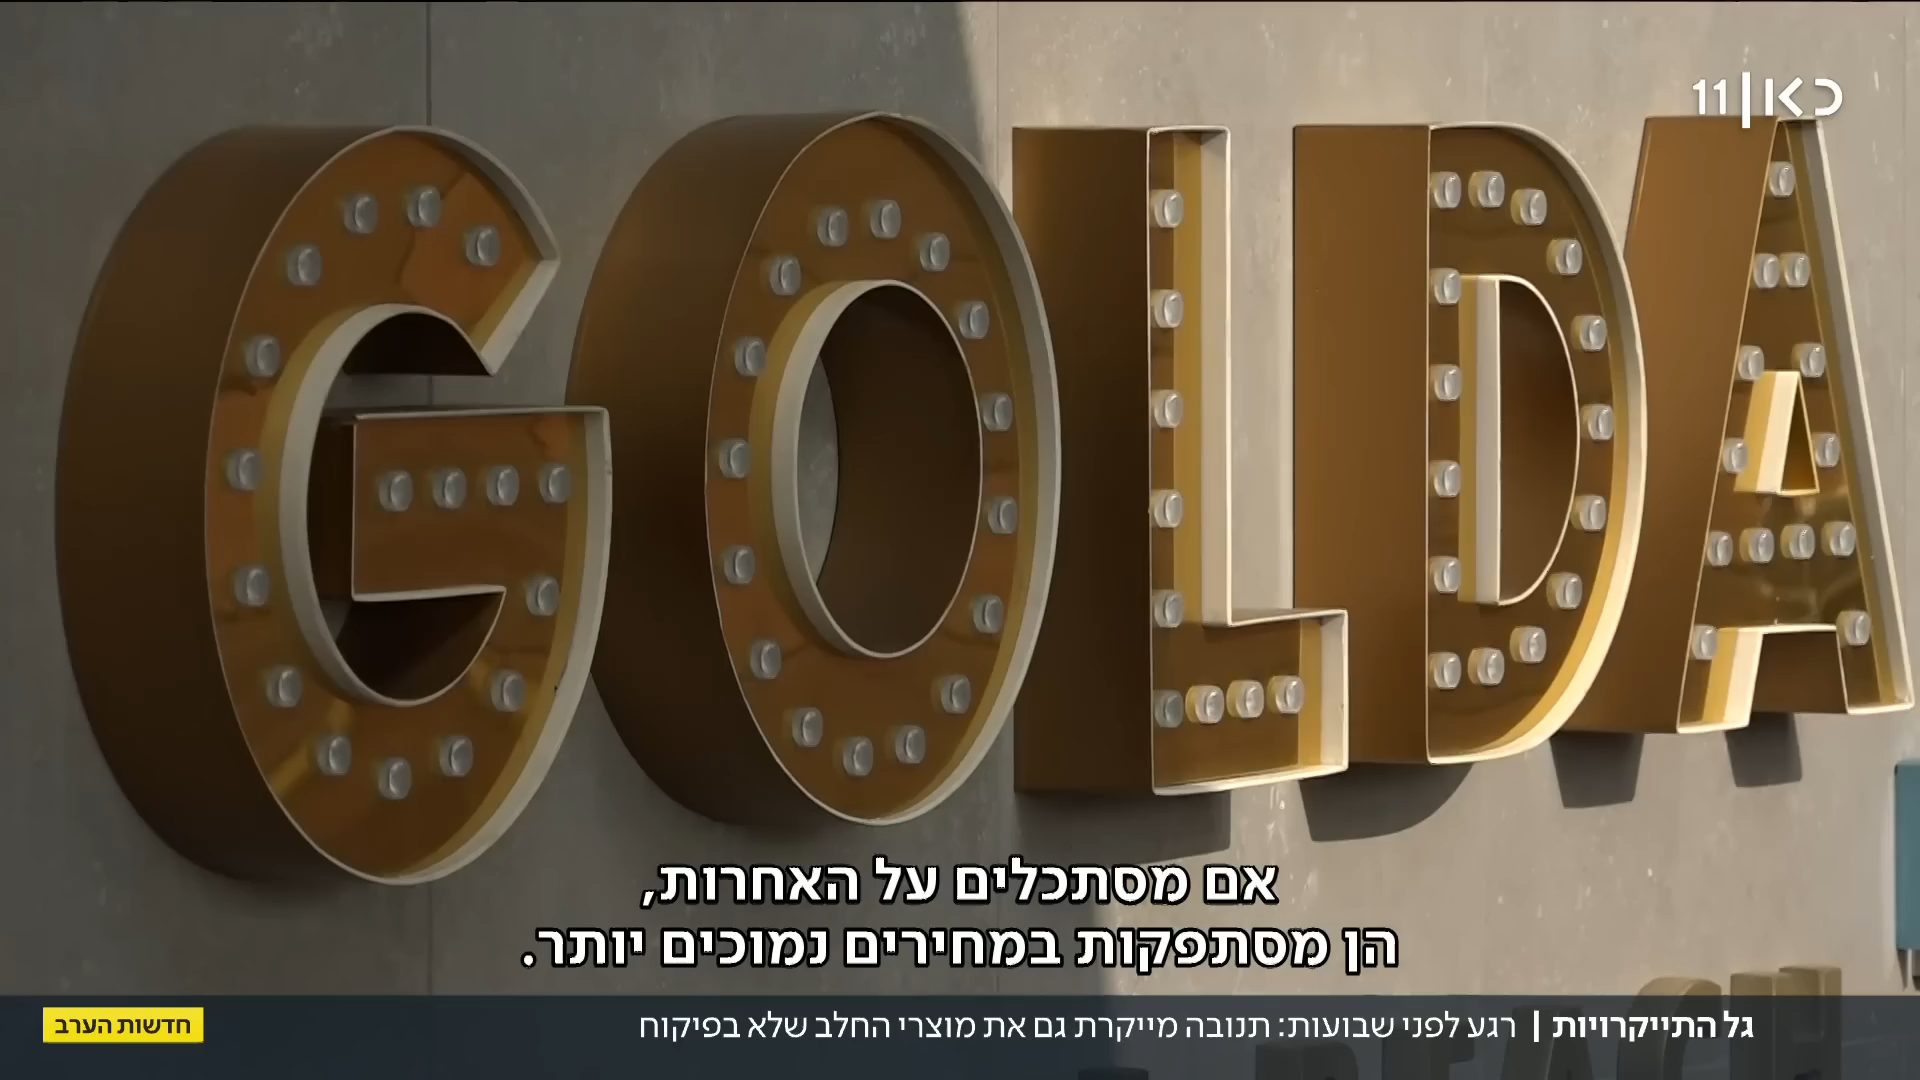 כאן 11
GOLDA
BEACH
אם מסתכלים על האחרות,
הן מסתפקות במחירים נמוכים יותר.
גל התייקרויות | רגע לפני שבועות: תנובה מייקרת גם את מוצרי החלב שלא בפיקוח
חדשות הערב